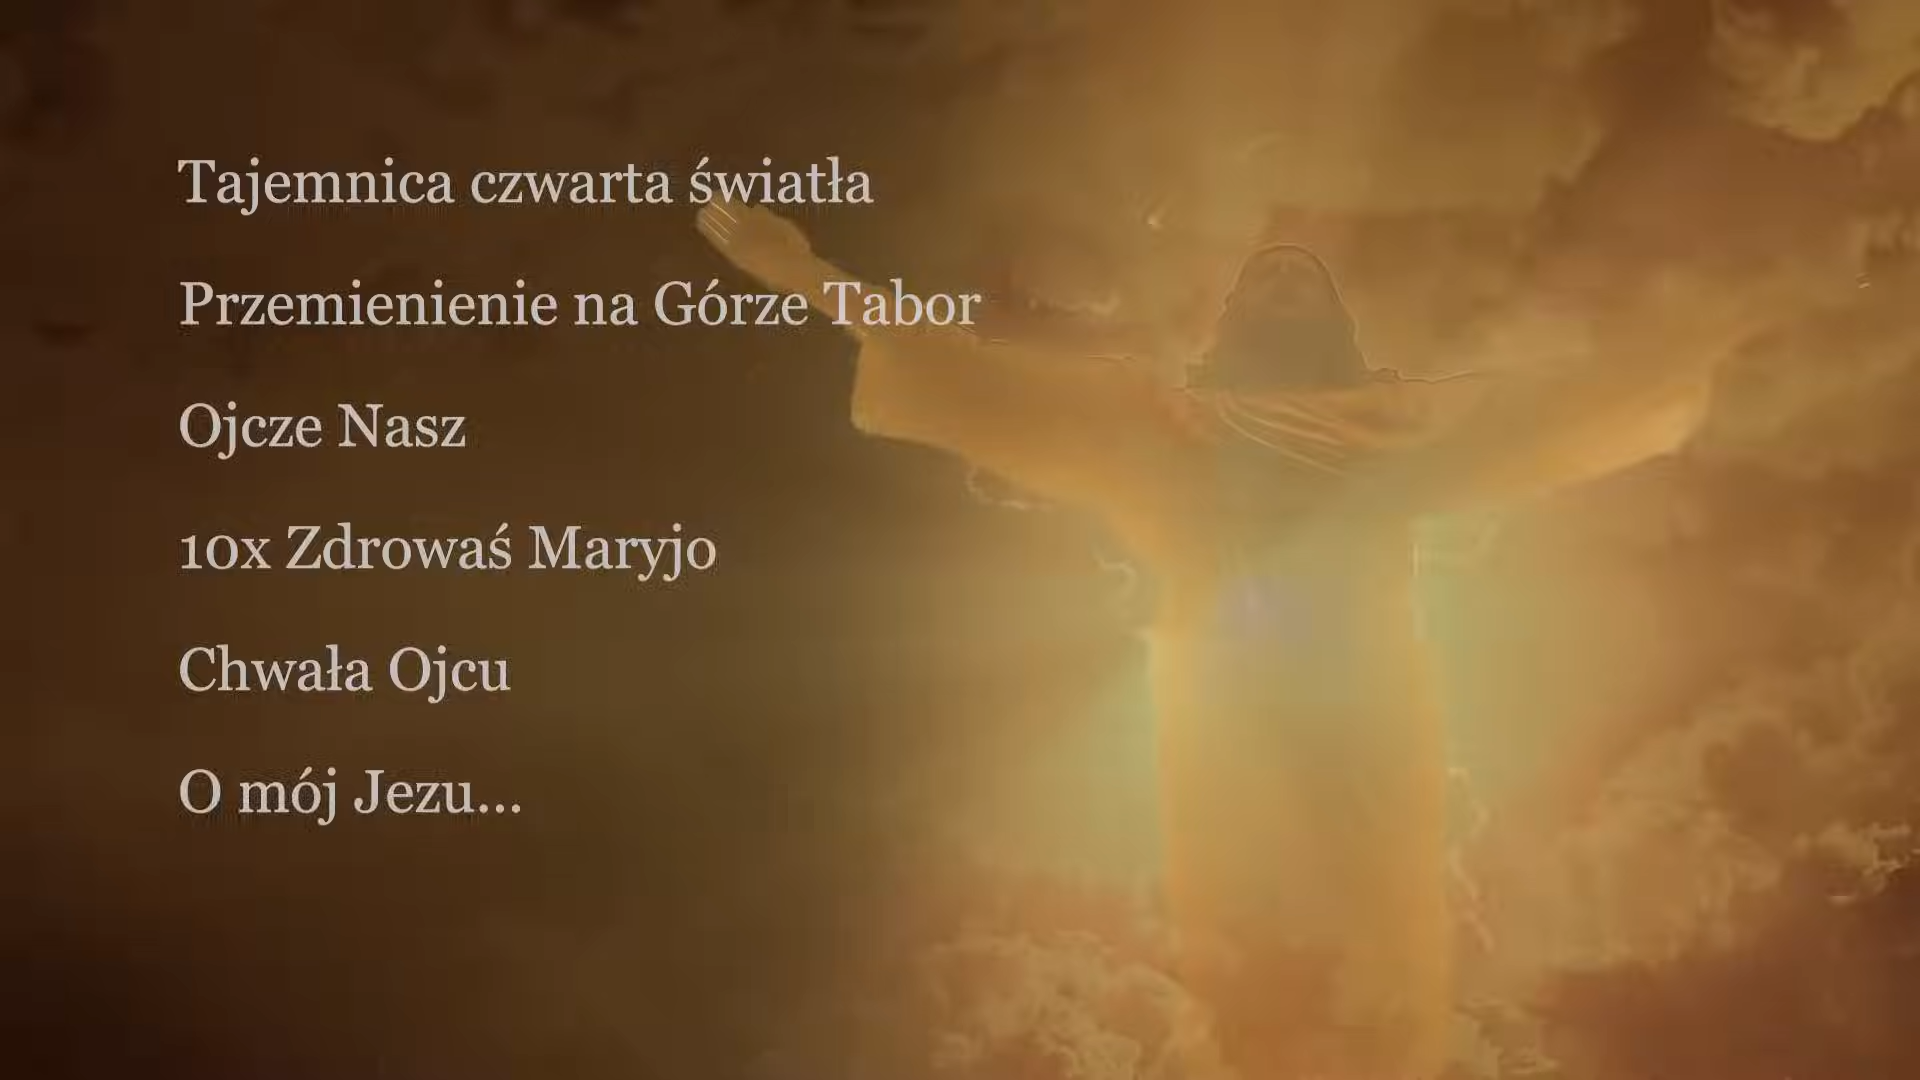 Tajemnica czwarta światła
Przemienienie na Górze Tabor
Ojcze Nasz
10x Zdrowaś Maryjo
Chwała Ojcu
O mój Jezu...